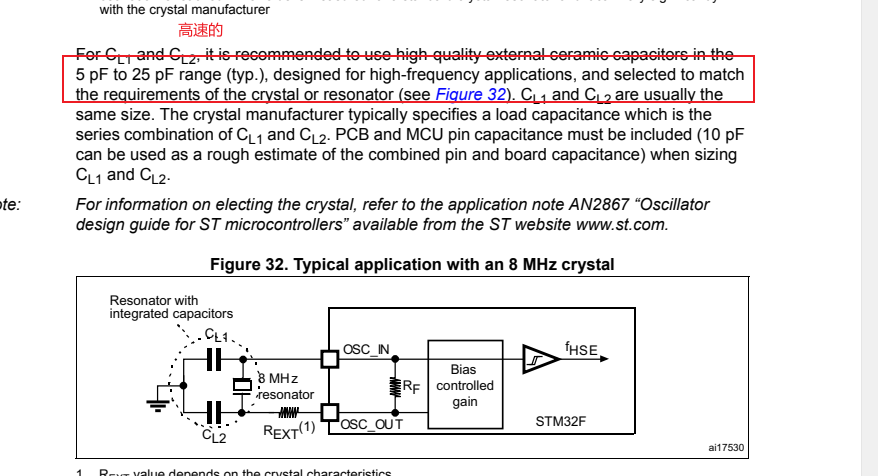 with the crystal manufacturer
高速的
For CL1 and CL2, it is recommended to use high-quality external ceramic capacitors in the
5 pF to 25 pF range (typ.), designed for high-frequency applications, and selected to match
the requirements of the crystal or resonator (see Figure 32). CL1 and CL2 are usually the
same size. The crystal manufacturer typically specifies a load capacitance which is the
series combination of CL1 and CL2. PCB and MCU pin capacitance must be included (10 pF
can be used as a rough estimate of the combined pin and board capacitance) when sizing
CL1 and CL2.
For information on electing the crystal, refer to the application note AN2867 “Oscillator
design guide for ST microcontrollers” available from the ST website www.st.com.
Figure 32. Typical application with an 8 MHz crystal
Resonator with
integrated capacitors
CL1
OSC_IN
fHSE
8 MHz
resonator
RF
Bias
controlled
gain
CL2
REXT(1)
OSC_OUT
STM32F
ai17530
1. REXT value depends on the crystal characteristics